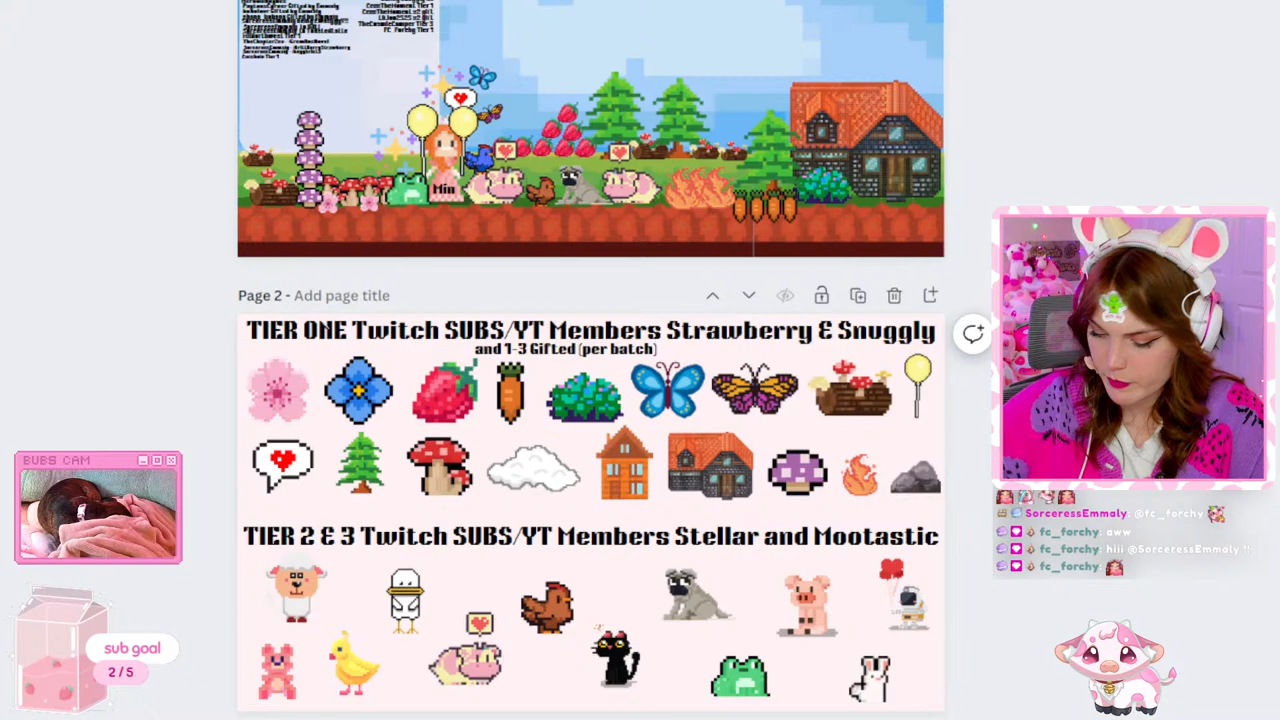 Min
Page 2 - Add page title
TIER ONE Twitch SUBS/YT Members Strawberry & Snuggly
and 1-3 Gifted (per batch)
TIER 2 & 3 Twitch SUBS/YT Members Stellar and Mootastic
BUBS CAM
sub goal
2 / 5
SorceressEmmaly: @fc_forchy
fc_forchy: aww
fc_forchy: hiii @SorceressEmmaly !!
fc_forchy: